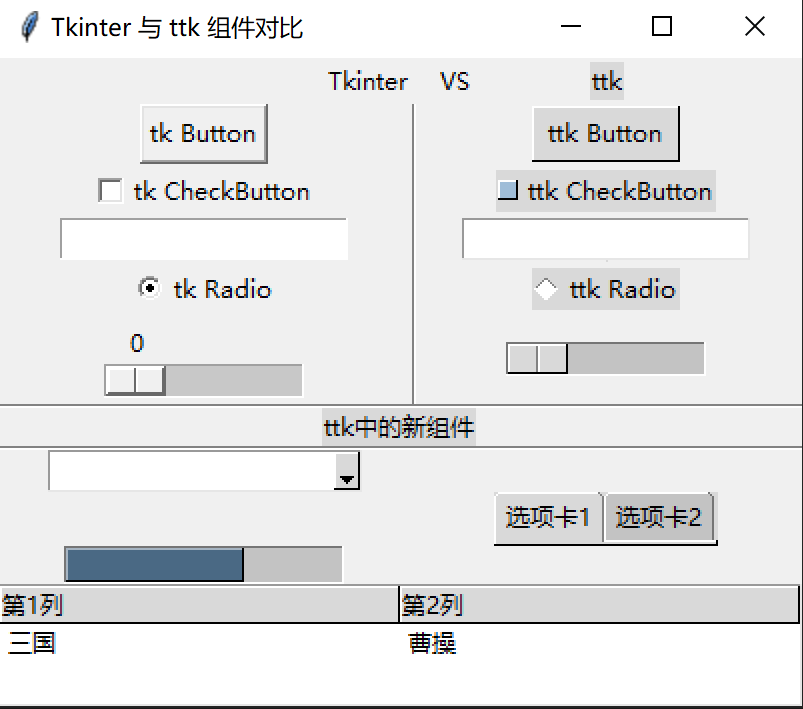 Tkinter 与 ttk 组件对比
Tkinter VS ttk
tk Button ttk Button
tk CheckButton ttk CheckButton
tk Radio ttk Radio
0
ttk中的新组件
选项卡1 选项卡2
第1列 第2列
三国 曹操